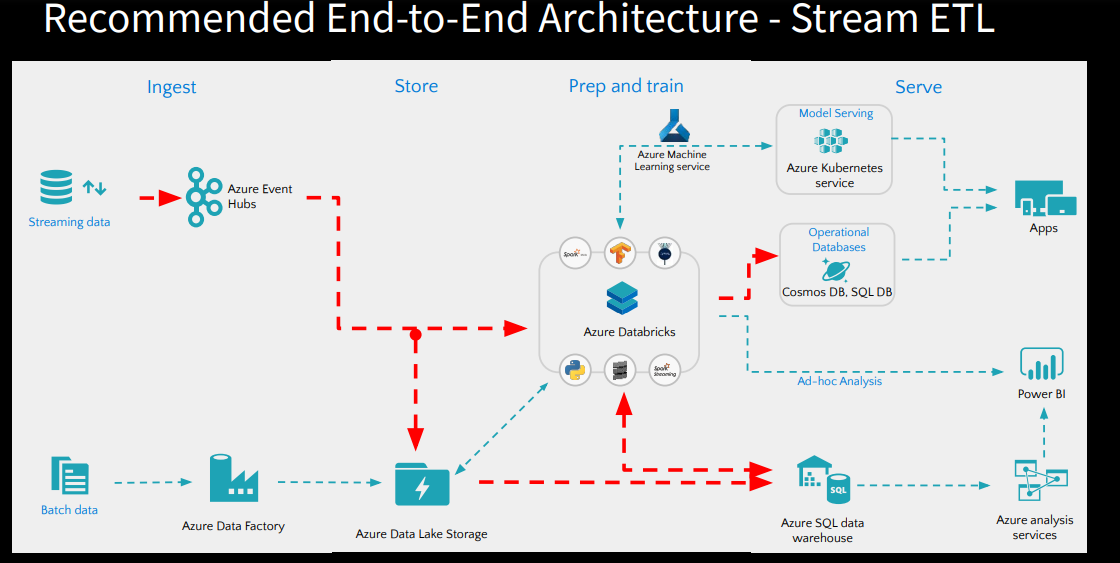 Recommended End-to-End Architecture - Stream ETL
Ingest
Store
Prep and train
Serve
Model Serving
Azure Kubernetes
service
Azure Machine
Learning service
Azure Event
Hubs
Streaming data
Apps
Operational
Databases
Cosmos DB, SQL DB
Spark
Azure Databricks
Spark
Streaming
Ad-hoc Analysis
Power BI
Batch data
Azure Data Factory
Azure Data Lake Storage
SQL
Azure SQL data
warehouse
Azure analysis
services